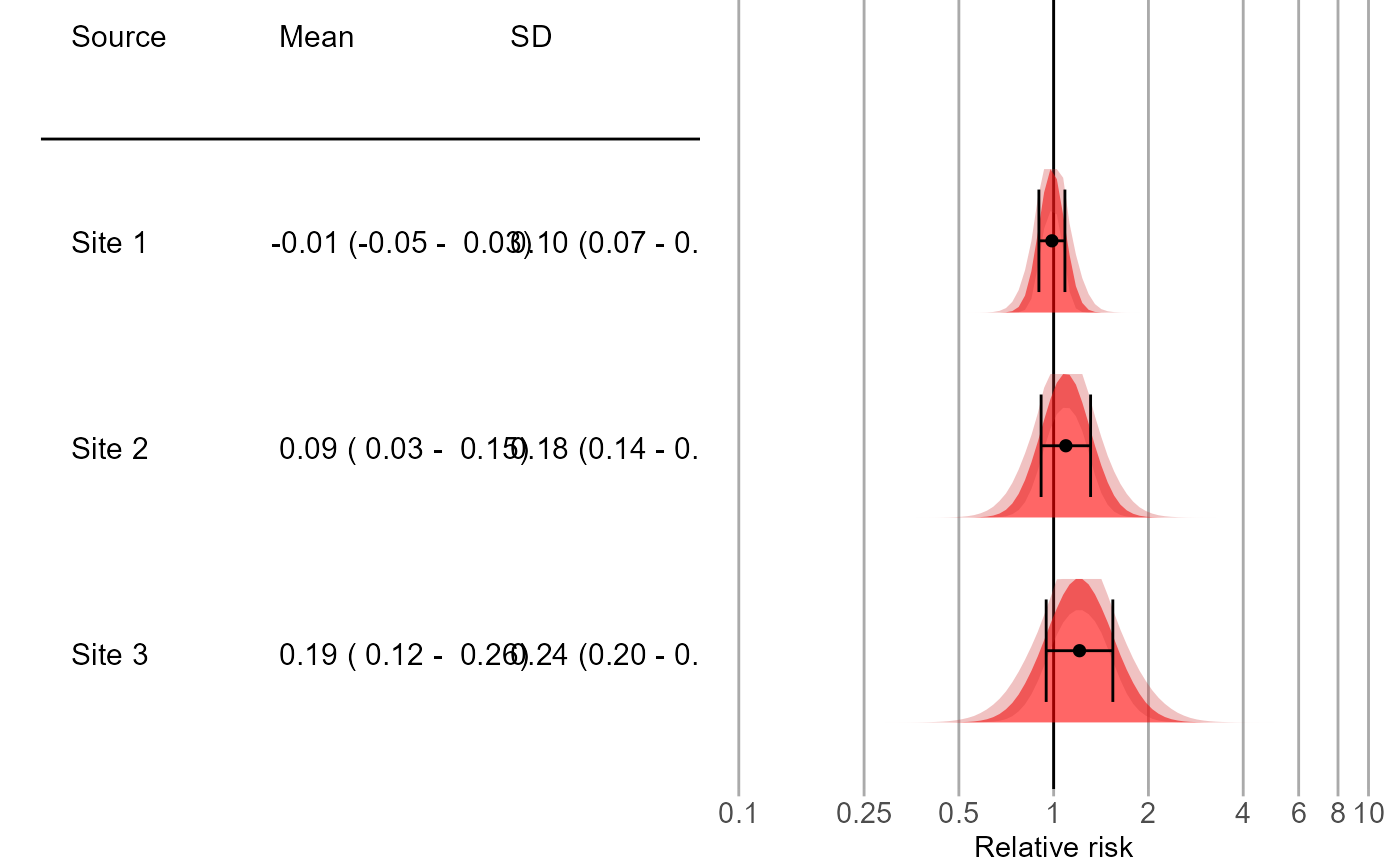 Source Mean SD
Site 1 -0.01 (-0.05 -  0.03) 0.10 (0.07 - 0.
Site 2 0.09 ( 0.03 -  0.15) 0.18 (0.14 - 0.
Site 3 0.19 ( 0.12 -  0.26) 0.24 (0.20 - 0.
0.1 0.25 0.5 1 2 4 6 8 10
Relative risk